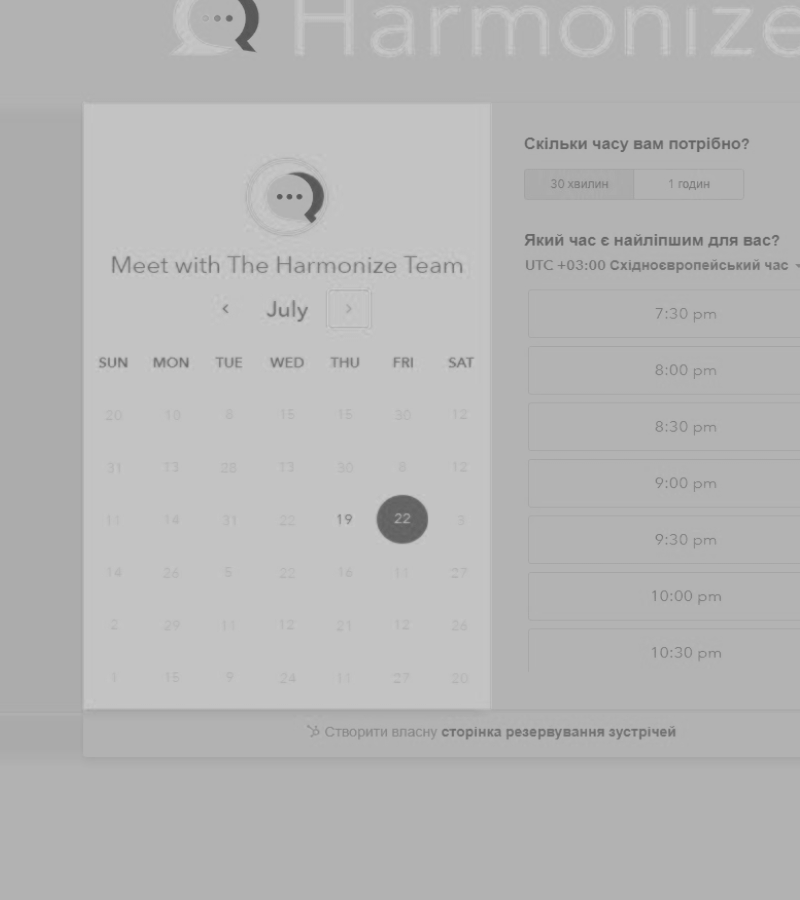 Harmonize
Meet with The Harmonize Team
July
SUN MON TUE WED THU FRI SAT
20 10 8 15 15 30 12
31 13 28 13 30 8 12
11 14 31 22 19 22 3
14 26 5 22 16 11 27
2 29 11 12 21 12 26
1 15 9 24 11 27 20
Скільки часу вам потрібно?
30 хвилин 1 годин
Який час є найліпшим для вас?
UTC +03:00 Східноєвропейський час
7:30 pm
8:00 pm
8:30 pm
9:00 pm
9:30 pm
10:00 pm
10:30 pm
Створити власну сторінка резервування зустрічей